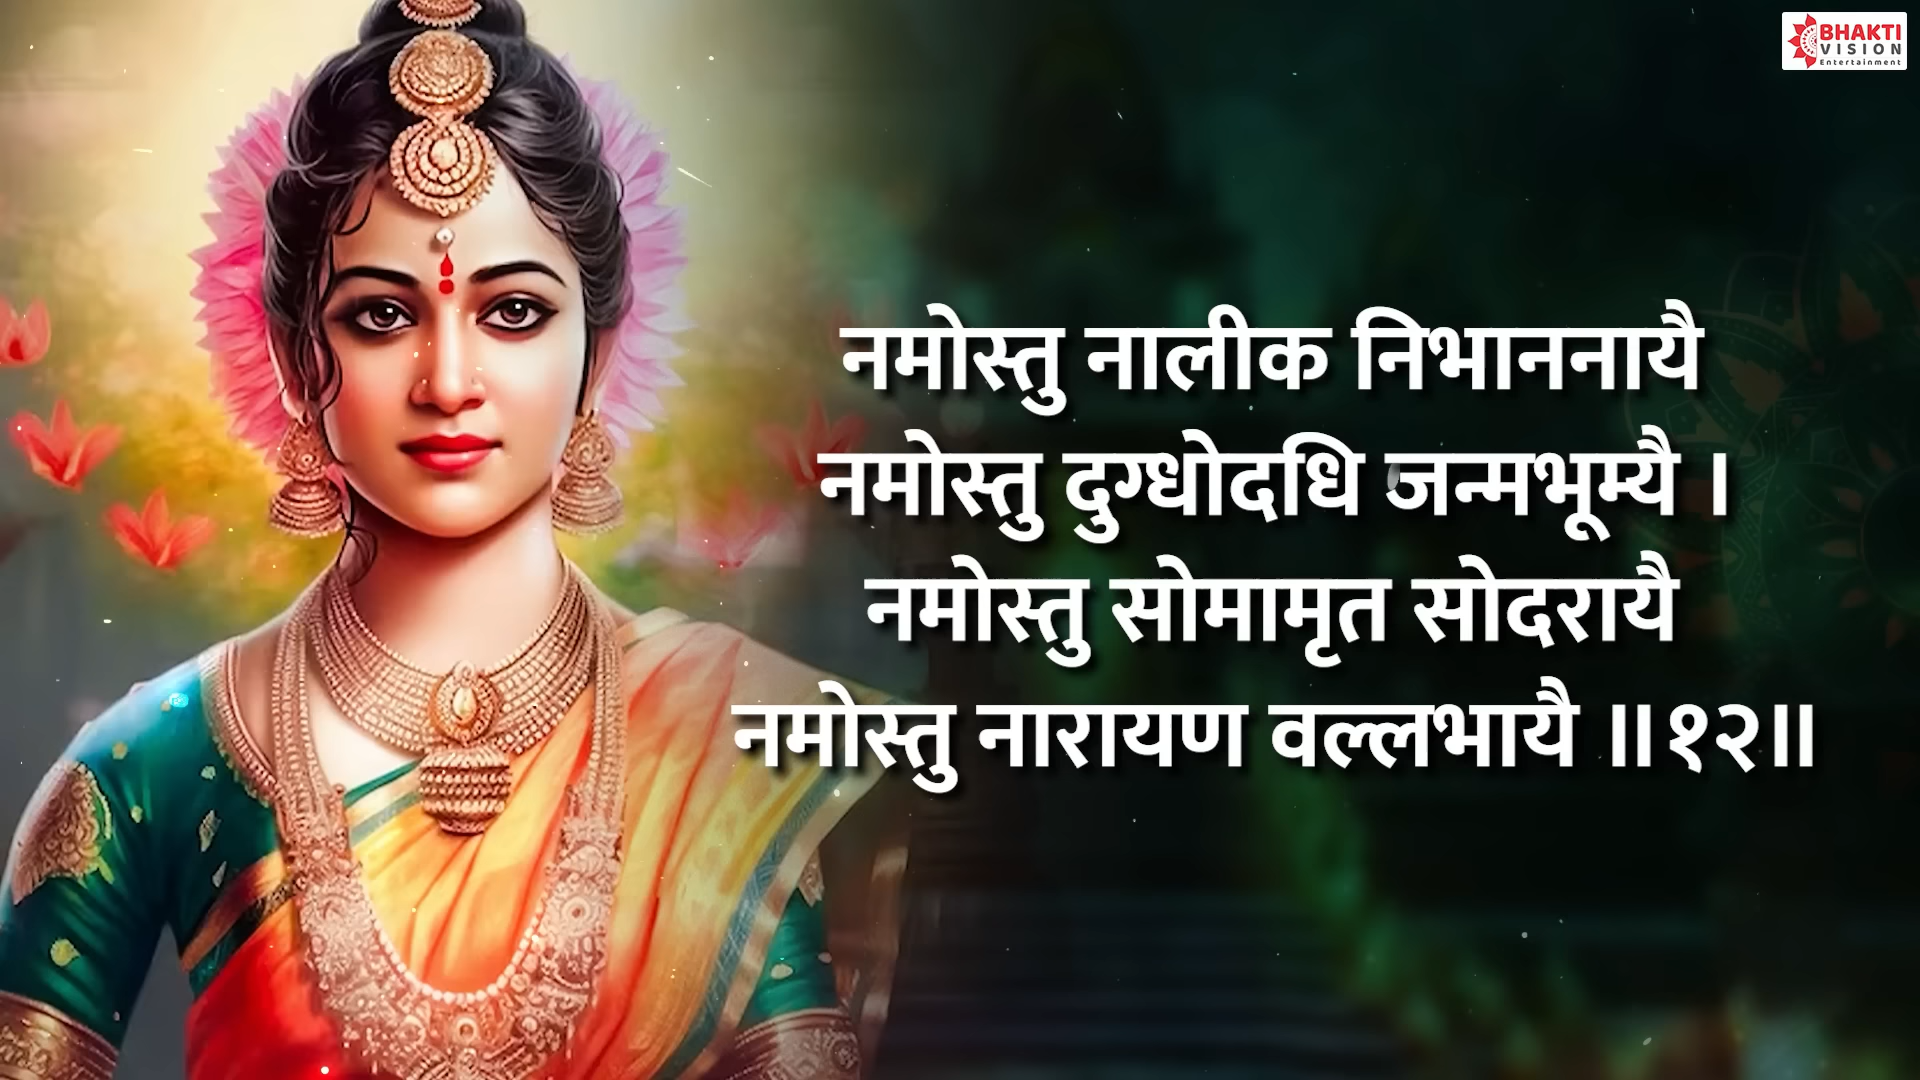 BHAKTI
VISION
Entertainment
नमोस्तु नालीक निभाननायै
नमोस्तु दुग्धोदधि जन्मभूम्यै ।
नमोस्तु सोमामृत सोदरायै
नमोस्तु नारायण वल्लभायै ॥१२॥